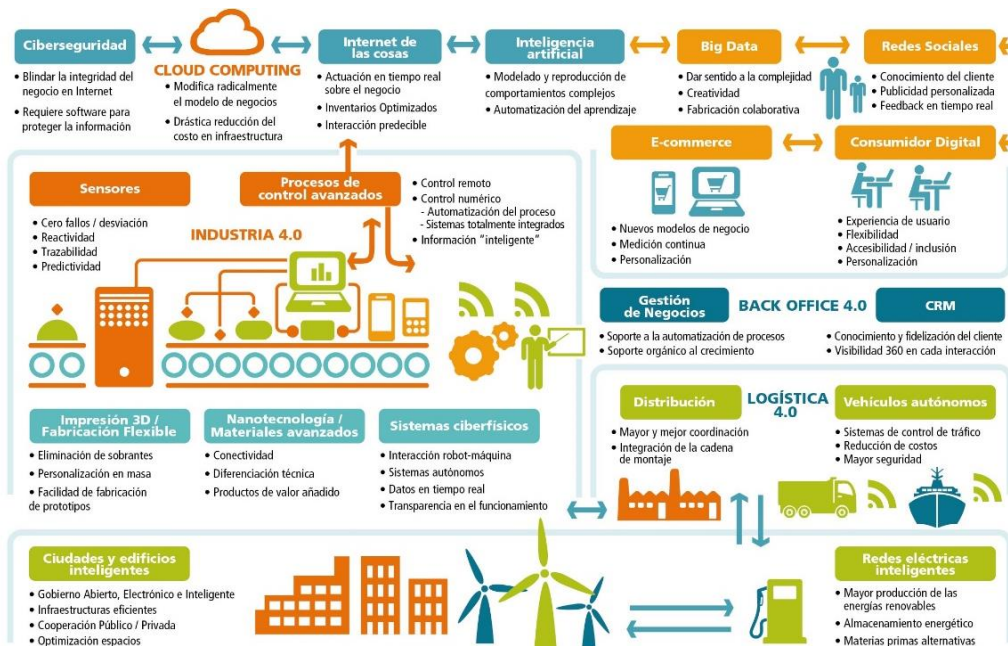 Ciberseguridad
• Blindar la integridad del
negocio en Internet
• Requiere software para
proteger la información
CLOUD COMPUTING
• Modifica radicalmente
el modelo de negocios
• Drástica reducción del
costo en infraestructura
Internet de
las cosas
• Actuación en tiempo real
sobre el negocio
• Inventarios Optimizados
• Interacción predecible
Inteligencia
artificial
• Modelado y reproducción de
comportamientos complejos
• Automatización del aprendizaje
Big Data
• Dar sentido a la complejidad
• Creatividad
• Fabricación colaborativa
Redes Sociales
• Conocimiento del cliente
• Publicidad personalizada
• Feedback en tiempo real
Sensores
• Cero fallos / desviación
• Reactividad
• Trazabilidad
• Predictividad
INDUSTRIA 4.0
Procesos de
control avanzados
• Control remoto
• Control numérico
- Automatización del proceso
- Sistemas totalmente integrados
• Información "inteligente"
E-commerce
• Nuevos modelos de negocio
• Medición continua
• Personalización
Consumidor Digital
• Experiencia de usuario
• Flexibilidad
• Accesibilidad / inclusión
• Personalización
Gestión
de Negocios
• Soporte a la automatización de procesos
• Soporte orgánico al crecimiento
BACK OFFICE 4.0
CRM
• Conocimiento y fidelización del cliente
• Visibilidad 360 en cada interacción
Impresión 3D /
Fabricación Flexible
• Eliminación de sobrantes
• Personalización en masa
• Facilidad de fabricación
de prototipos
Nanotecnología /
Materiales avanzados
• Conectividad
• Diferenciación técnica
• Productos de valor añadido
Sistemas ciberfísicos
• Interacción robot-máquina
• Sistemas autónomos
• Datos en tiempo real
• Transparencia en el funcionamiento
Distribución
• Mayor y mejor coordinación
• Integración de la cadena
de montaje
LOGÍSTICA
4.0
Vehículos autónomos
• Sistemas de control de tráfico
• Reducción de costos
• Mayor seguridad
Ciudades y edificios
inteligentes
• Gobierno Abierto, Electrónico e Inteligente
• Infraestructuras eficientes
• Cooperación Público / Privada
• Optimización espacios
Redes eléctricas
inteligentes
• Mayor producción de las
energías renovables
• Almacenamiento energético
• Materias primas alternativas